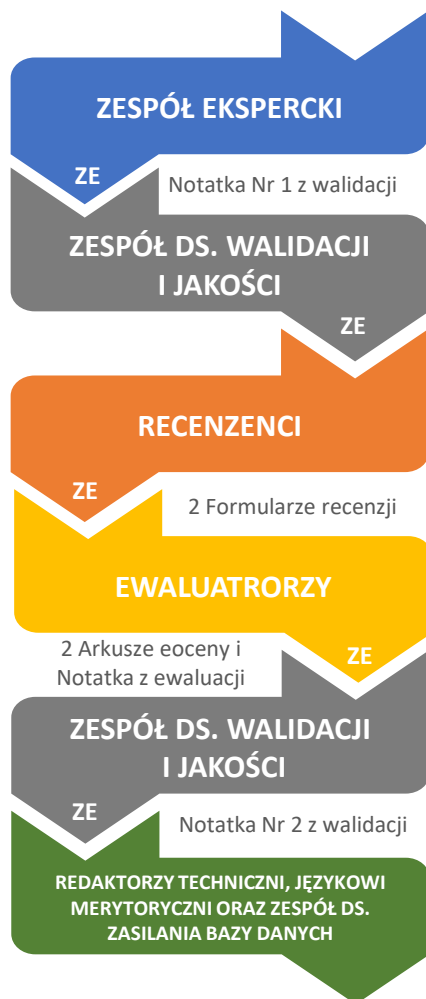 ZESPÓŁ EKSPERCKI
ZE
Notatka Nr 1 z walidacji
ZESPÓŁ DS. WALIDACJI
I JAKOŚCI
ZE
RECENZENCI
ZE
2 Formularze recenzji
EWALUATRORZY
2 Arkusze eoceny i
ZE
Notatka z ewaluacji
ZESPÓŁ DS. WALIDACJI
I JAKOŚCI
ZE
Notatka Nr 2 z walidacji
REDAKTORZY TECHNICZNI, JĘZYKOWI
MERYTORYCZNI ORAZ ZESPÓŁ DS.
ZASILANIA BAZY DANYCH